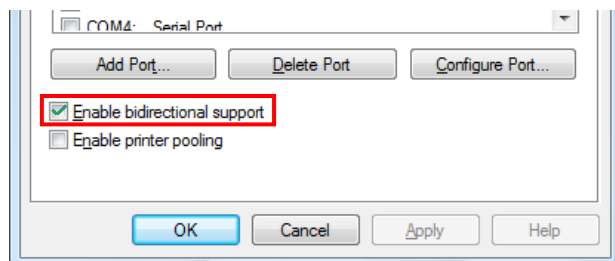 COM4: Serial Port
Add Port... Delete Port Configure Port...
Enable bidirectional support
Enable printer pooling
OK Cancel Apply Help